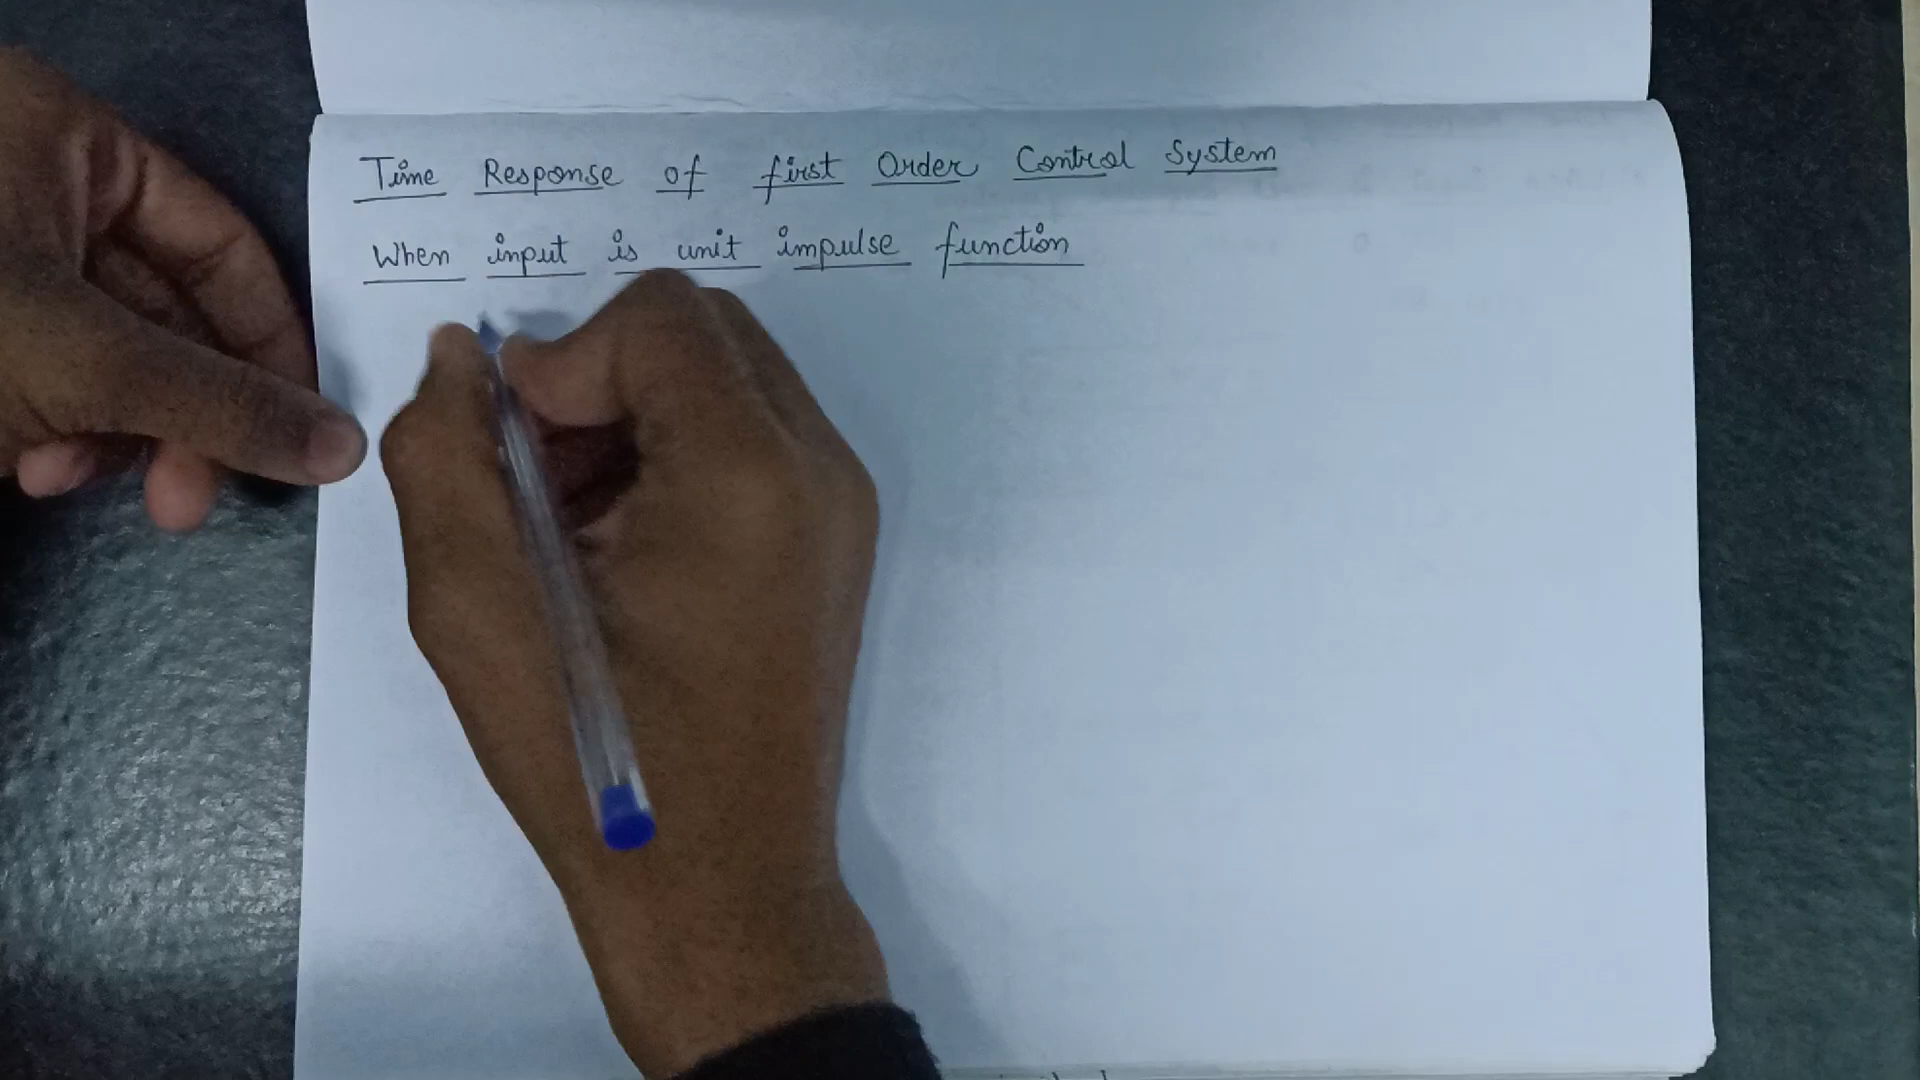 Time Response of first Order Control System
When input is unit impulse function